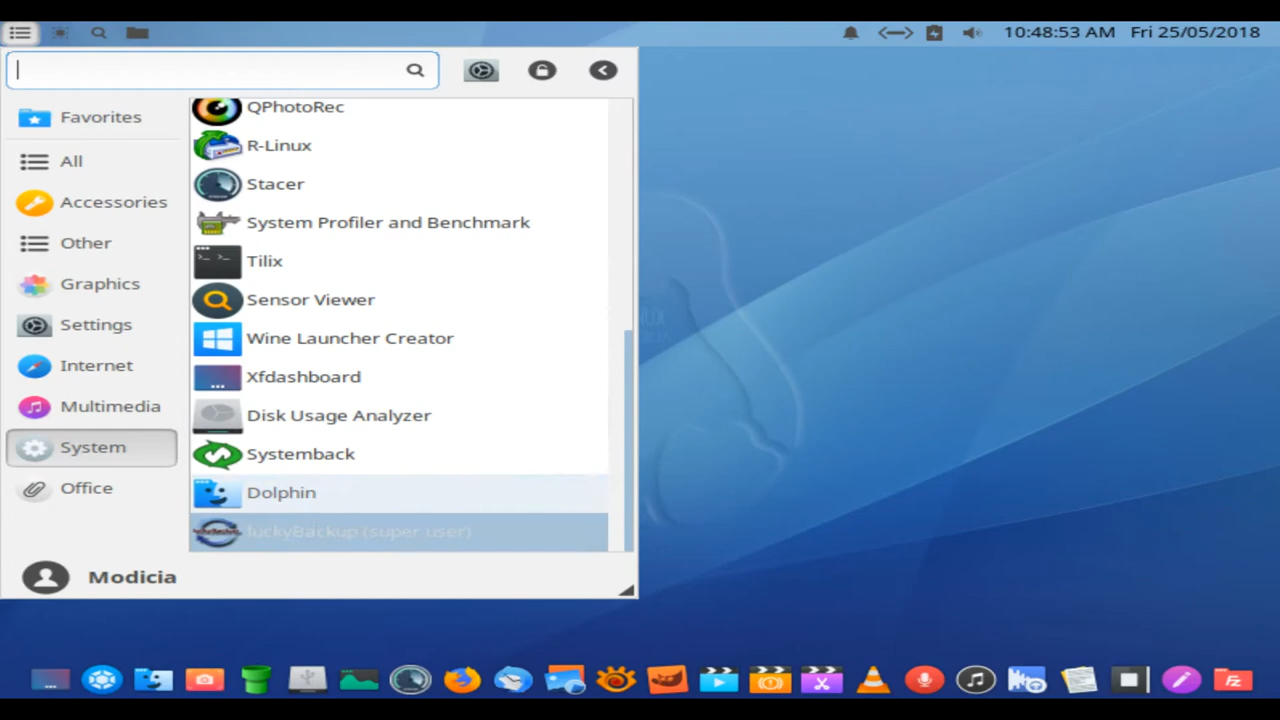 10:48:53 AM Fri 25/05/2018
Favorites
All
Accessories
Other
Graphics
Settings
Internet
Multimedia
System
Office
QPhotoRec
R-Linux
Stacer
System Profiler and Benchmark
Tilix
Sensor Viewer
Wine Launcher Creator
Xfdashboard
Disk Usage Analyzer
Systemback
Dolphin
luckyBackup (super user)
Modicia
Fz